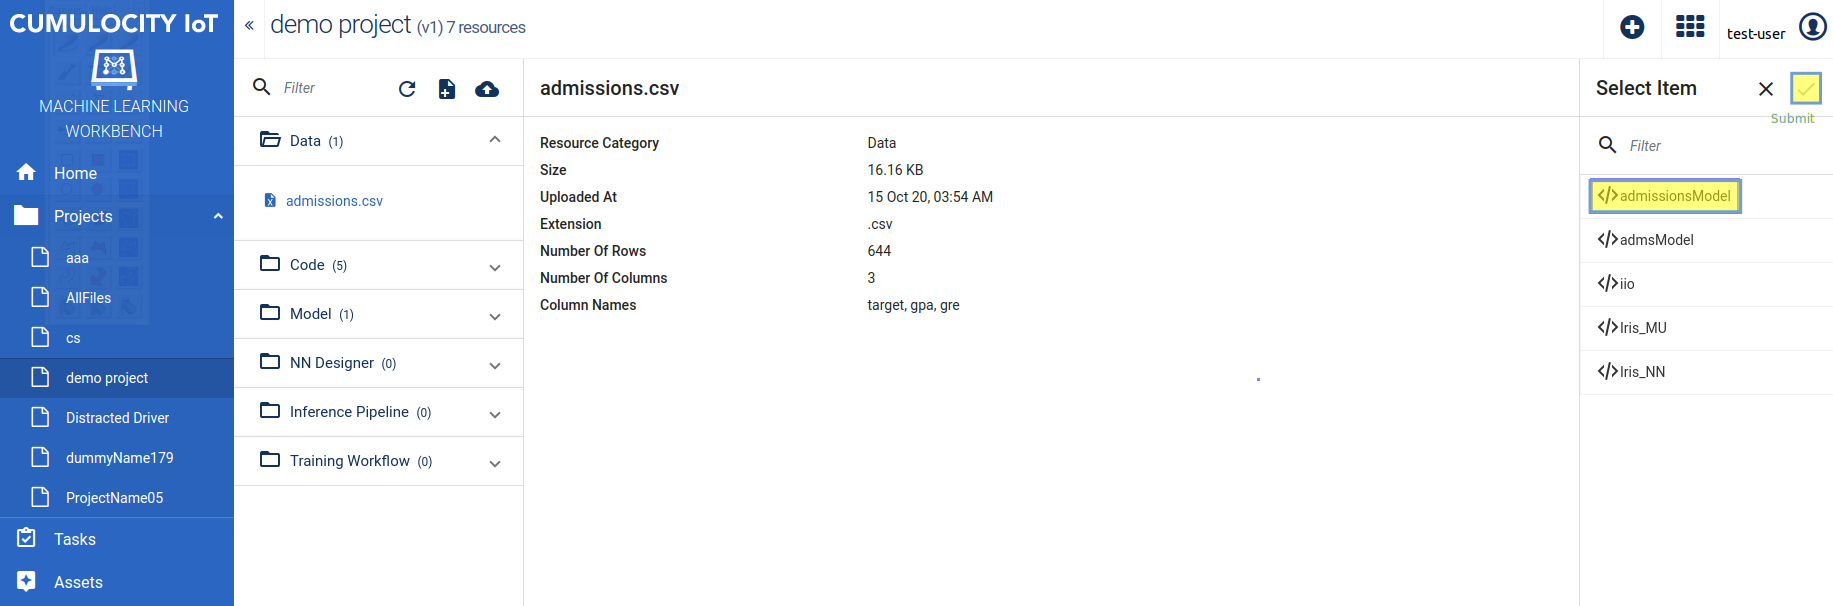 CUMULOCITY IoT
MACHINE LEARNING
WORKBENCH
Home
Projects
aaa
AllFiles
cs
demo project
Distracted Driver
dummyName179
ProjectName05
Tasks
Assets
demo project (v1) 7 resources
test-user
Filter
Data (1)
admissions.csv
Code (5)
Model (1)
NN Designer (0)
Inference Pipeline (0)
Training Workflow (0)
admissions.csv
Resource Category Data
Size 16.16 KB
Uploaded At 15 Oct 20, 03:54 AM
Extension .csv
Number Of Rows 644
Number Of Columns 3
Column Names target, gpa, gre
Select Item
Submit
Filter
admissionsModel
admsModel
iio
Iris_MU
Iris_NN